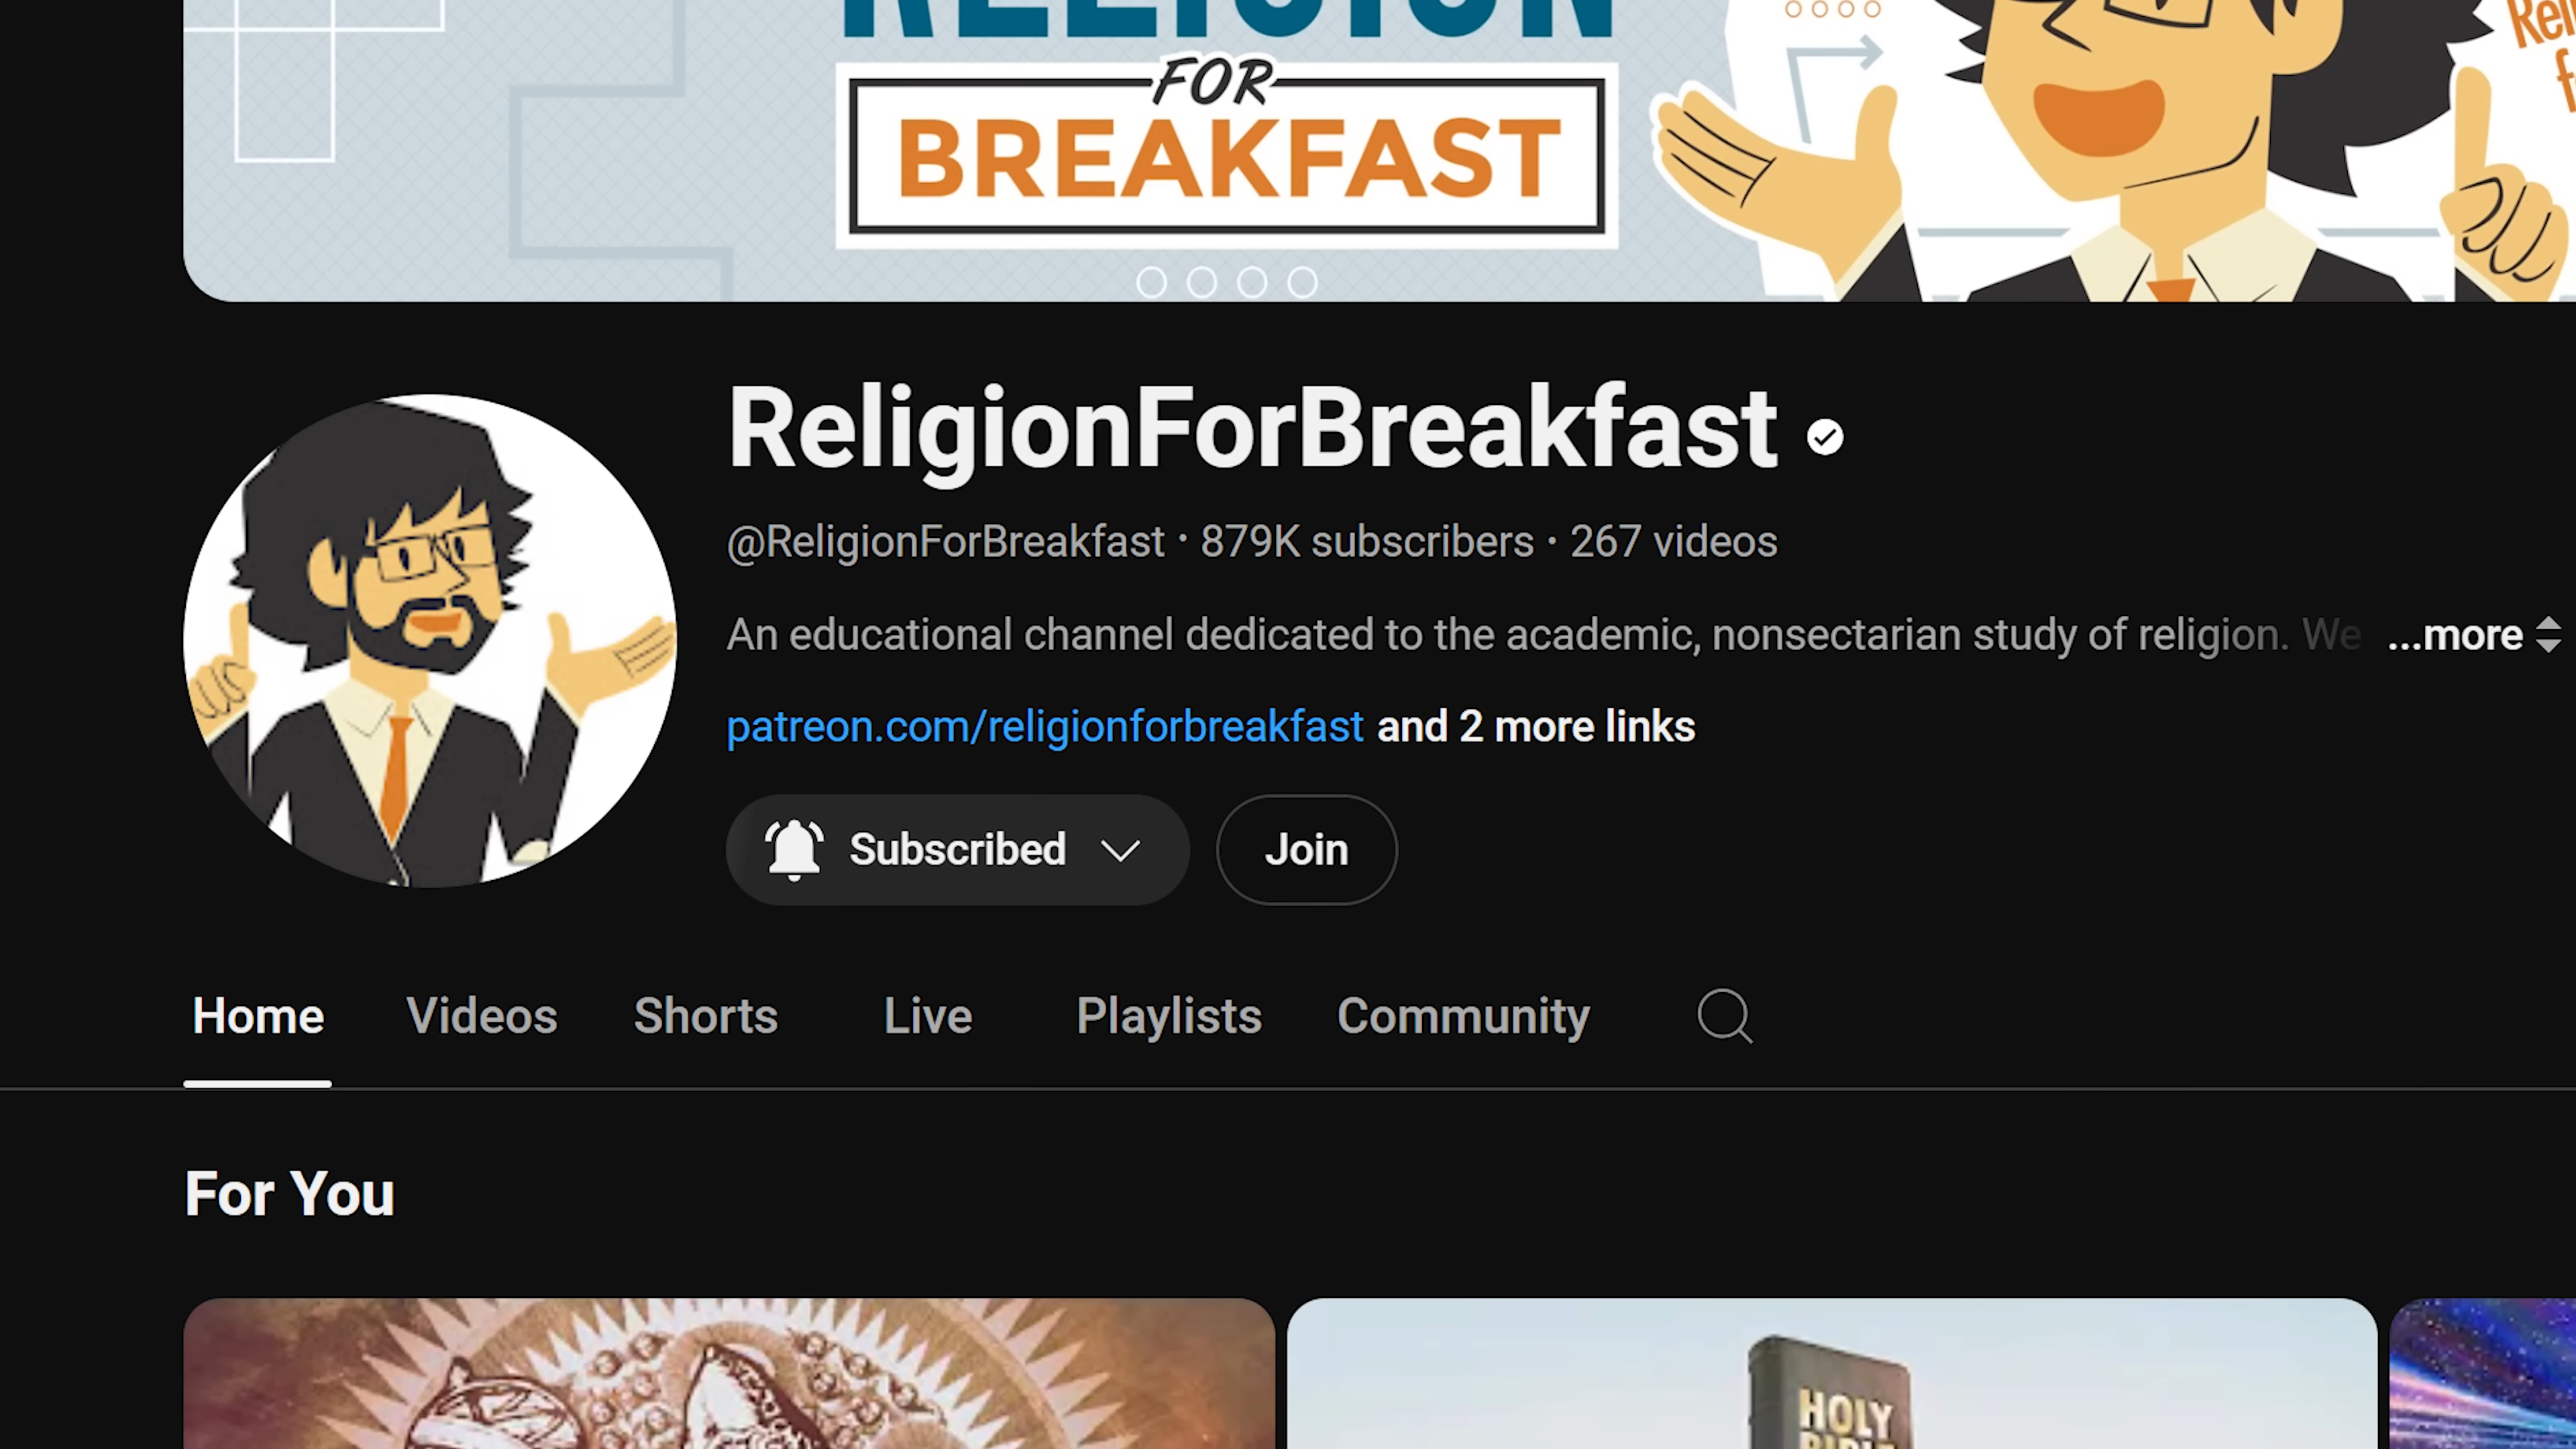 RELIGION
FOR
BREAKFAST
ReligionForBreakfast
@ReligionForBreakfast • 879K subscribers • 267 videos
An educational channel dedicated to the academic, nonsectarian study of religion. We ...more
patreon.com/religionforbreakfast and 2 more links
Subscribed Join
Home Videos Shorts Live Playlists Community
For You
HOLY
BIBLE